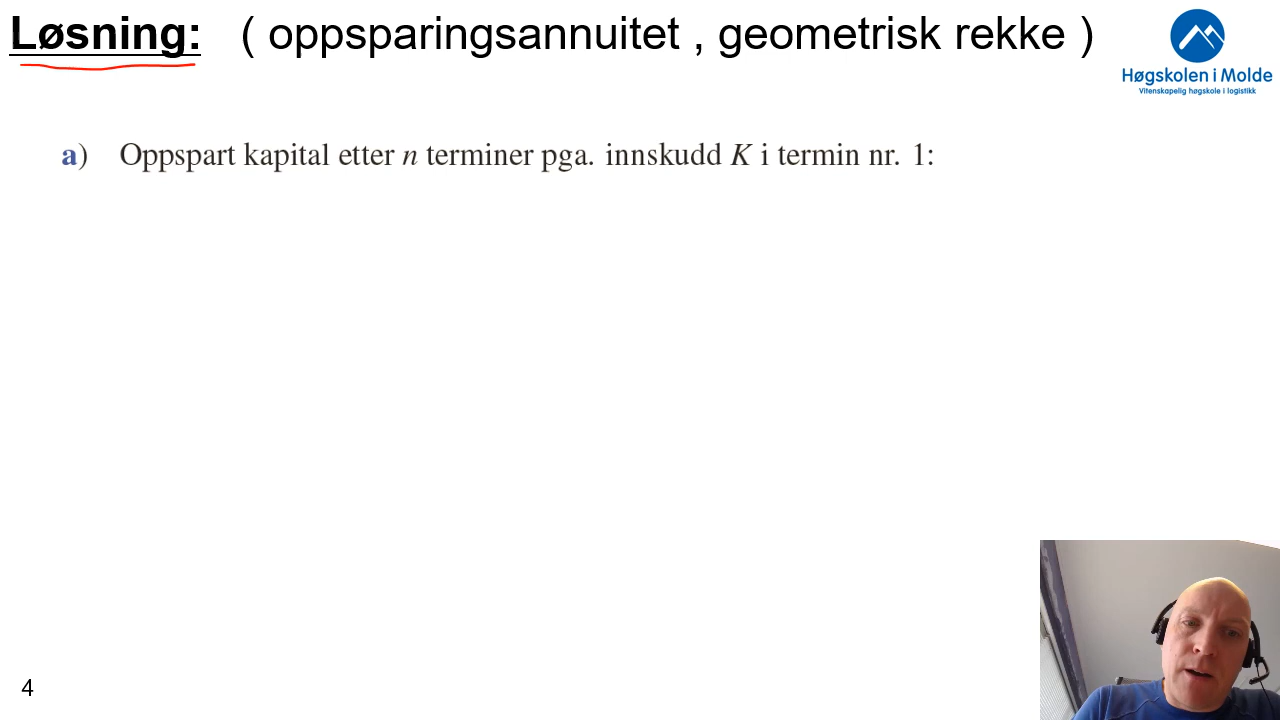 Løsning: ( oppsparingsannuitet , geometrisk rekke )
Høgskolen i Molde
Vitenskapelig høgskole i logistikk
a) Oppspart kapital etter n terminer pga. innskudd K i termin nr. 1:
4